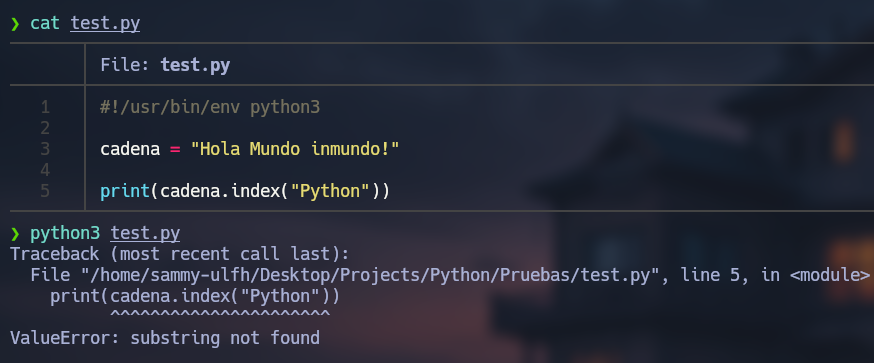 ❯ cat test.py
File: test.py
1 #!/usr/bin/env python3
2
3 cadena = "Hola Mundo inmundo!"
4
5 print(cadena.index("Python"))
❯ python3 test.py
Traceback (most recent call last):
  File "/home/sammy-ulfh/Desktop/Projects/Python/Pruebas/test.py", line 5, in <module>
    print(cadena.index("Python"))
          ^^^^^^^^^^^^^^^^^^^^^^
ValueError: substring not found